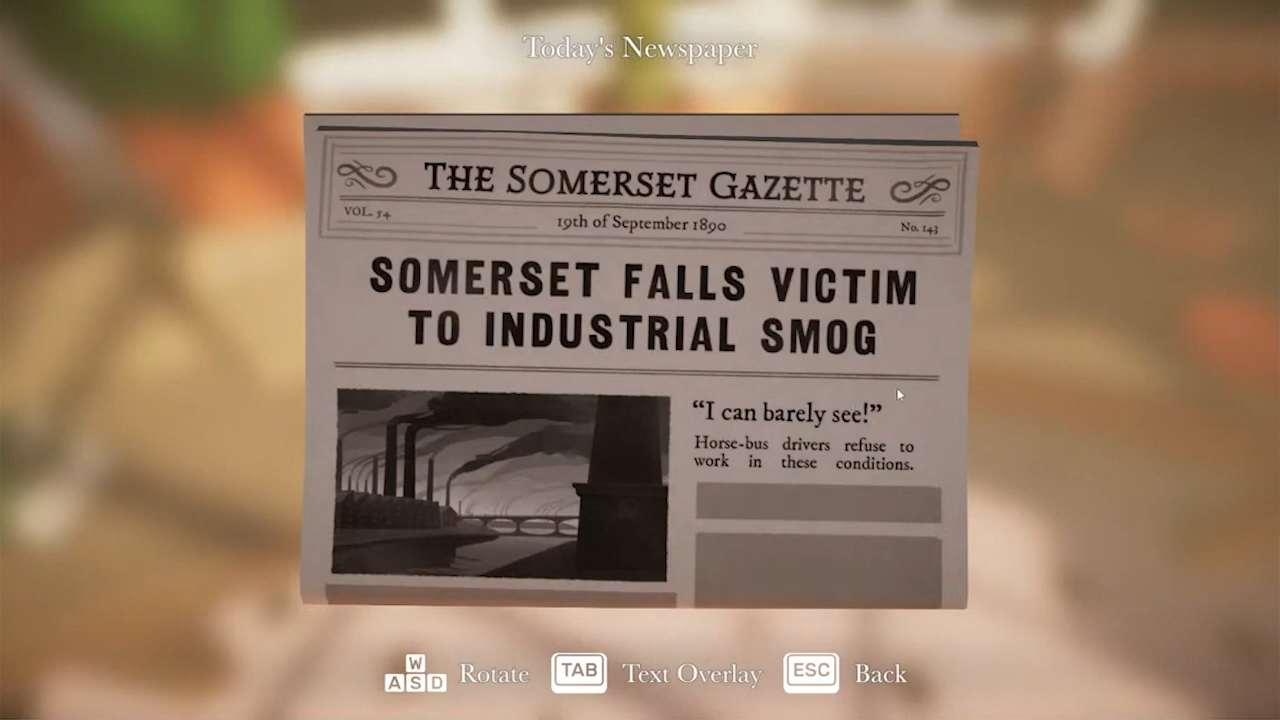 Today's Newspaper
THE SOMERSET GAZETTE
VOL. 54
19th of September 1890
No. 143
SOMERSET FALLS VICTIM
TO INDUSTRIAL SMOG
“I can barely see!”
Horse-bus drivers refuse to
work in these conditions.
W
A S D Rotate TAB Text Overlay ESC Back